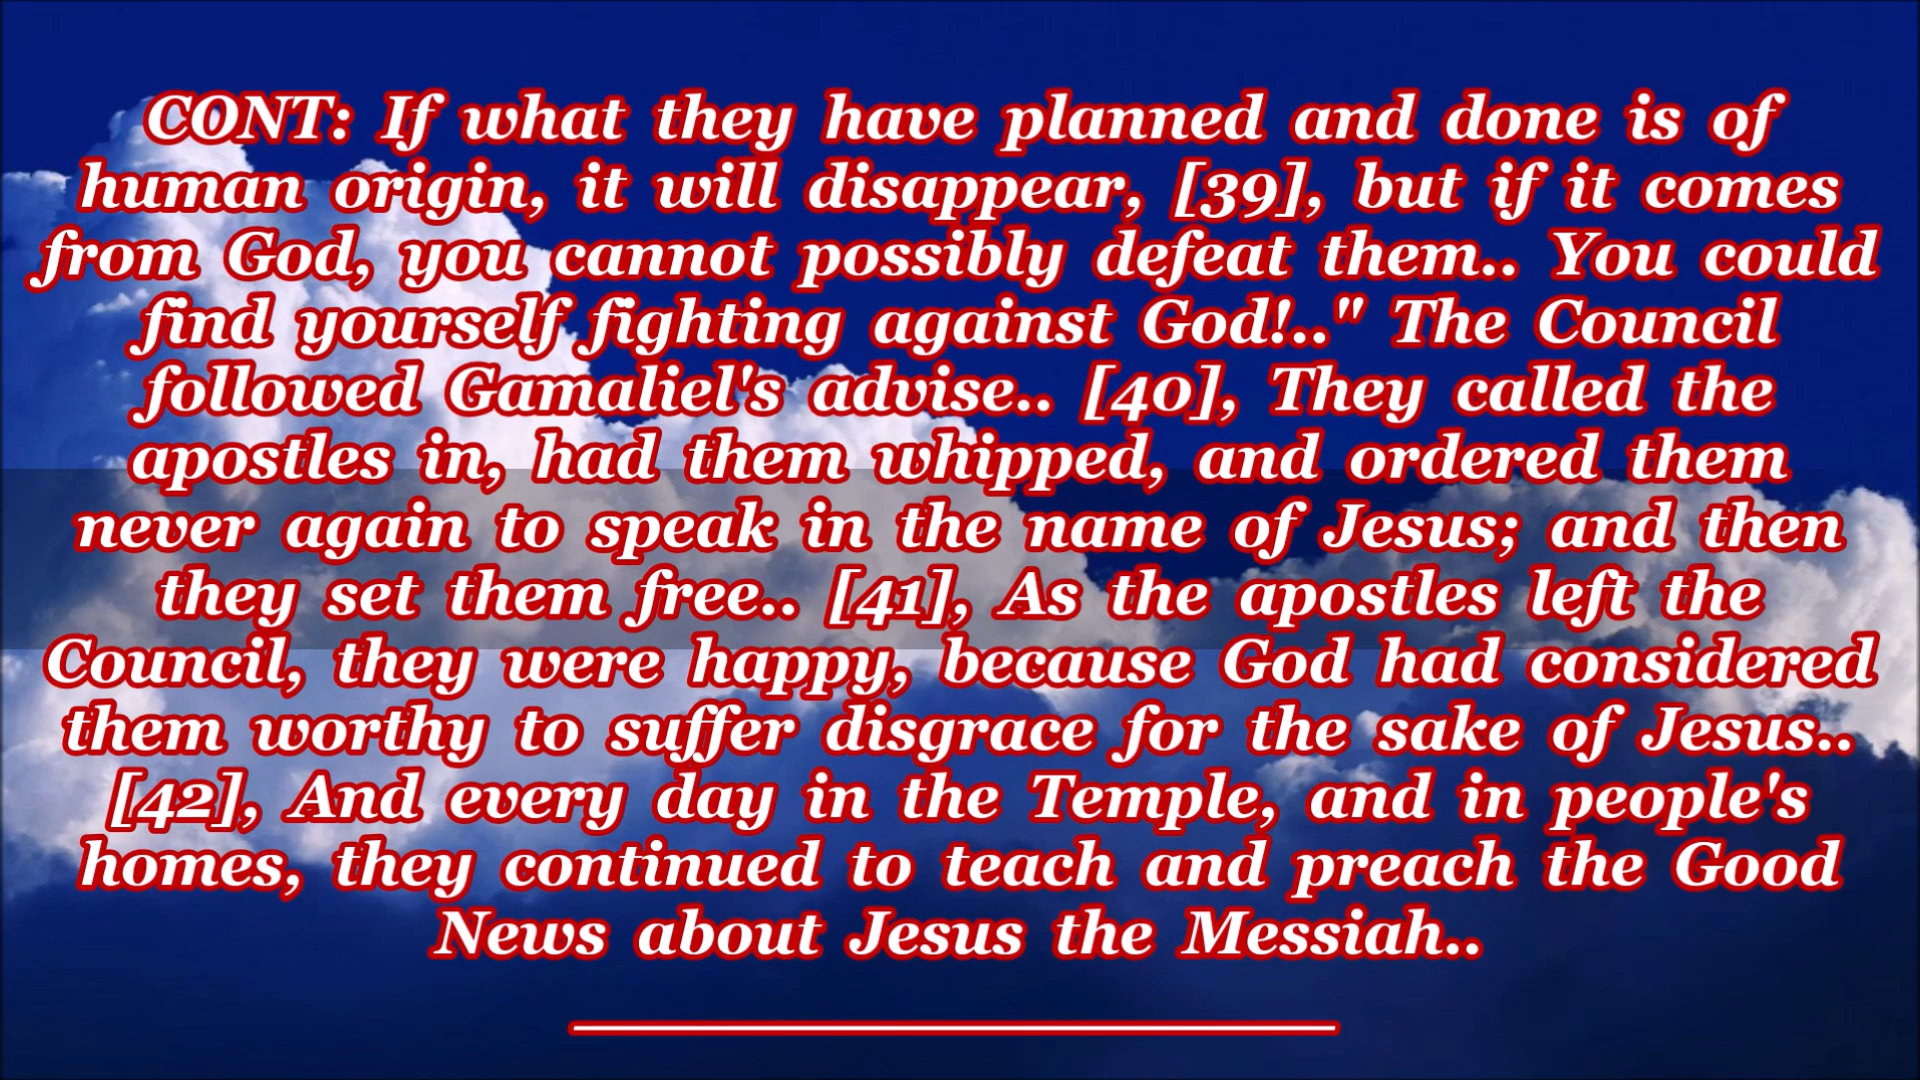 CONT: If what they have planned and done is of
human origin, it will disappear, [39], but if it comes
from God, you cannot possibly defeat them.. You could
find yourself fighting against God!.." The Council
followed Gamaliel's advise.. [40], They called the
apostles in, had them whipped, and ordered them
never again to speak in the name of Jesus; and then
they set them free.. [41], As the apostles left the
Council, they were happy, because God had considered
them worthy to suffer disgrace for the sake of Jesus..
[42], And every day in the Temple, and in people's
homes, they continued to teach and preach the Good
News about Jesus the Messiah..